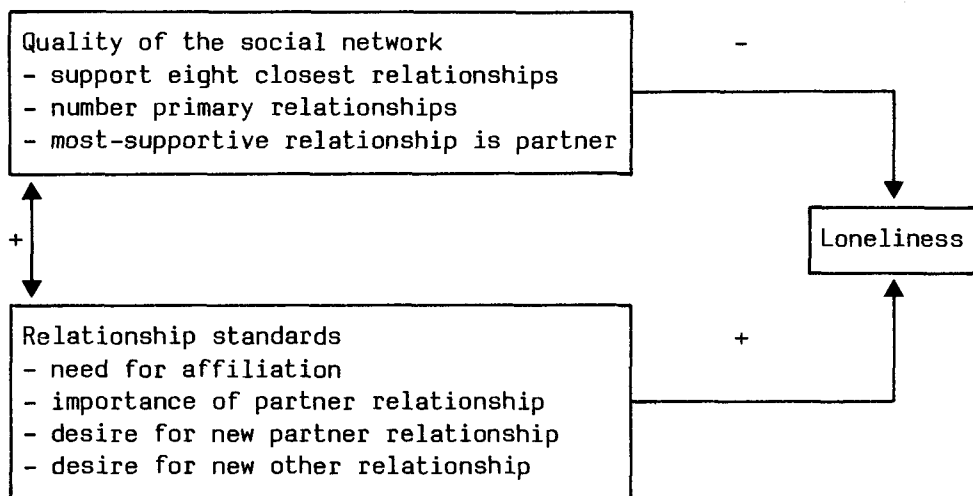 Quality of the social network
- support eight closest relationships
- number primary relationships
- most-supportive relationship is partner
-
+
Loneliness
Relationship standards
- need for affiliation
- importance of partner relationship
- desire for new partner relationship
- desire for new other relationship
+